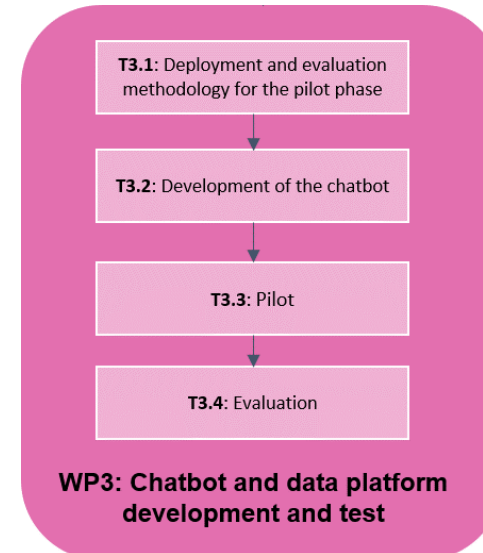 T3.1: Deployment and evaluation
methodology for the pilot phase
T3.2: Development of the chatbot
T3.3: Pilot
T3.4: Evaluation
WP3: Chatbot and data platform
development and test